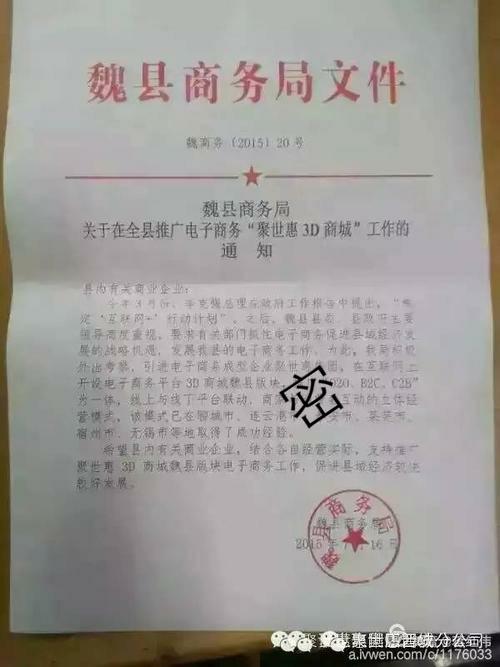 魏县商务局文件
魏商务〔2015〕20号
魏县商务局
关于在全县推广电子商务“聚世惠3D商城”工作的
通知
县内有关商业企业：
今年3月份，李克强总理在政府工作报告中提出，“制
定‘互联网+’行动计划”。之后，魏县县委、县政府主要
领导高度重视，要求有关部门抓住电子商务促进县域经济发展
的战略机遇，发展我县的电子商务工作。为此，我局积极
外出考察，引进电子商务成型企业聚世惠集团，在互联网上
开设电子商务平台3D商城魏县版块，O2O、B2C、C2B”
为一体，线上与线下平台联动、商家互动的立体经
营模式，该模式已在聊城市、连云港市、莱芜市、
宿州市、无锡市等地取得了成功经验。
希望县内有关商业企业，结合各自经营实际，支持推广
聚世惠3D商城魏县版块电子商务工作，促进县域经济较快
较好发展。
密
魏县商务局
2015年7月16日
魏县商务局
a.lvwen.com/c/1176033